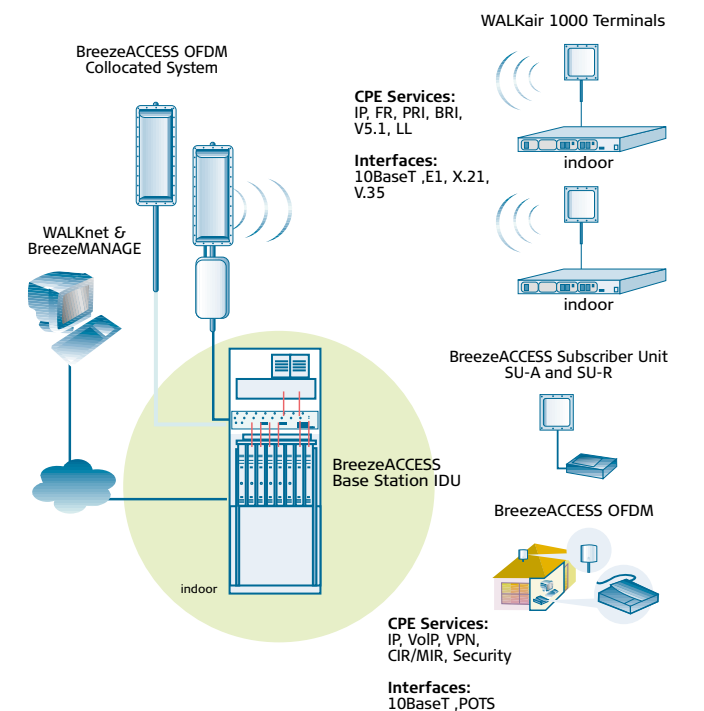 WALKair 1000 Terminals
BreezeACCESS OFDM
Collocated System
CPE Services:
IP, FR, PRI, BRI,
V5.1, LL
Interfaces:
10BaseT ,E1, X.21,
V.35
indoor
WALKnet &
BreezeMANAGE
indoor
BreezeACCESS Subscriber Unit
SU-A and SU-R
BreezeACCESS
Base Station IDU
BreezeACCESS OFDM
indoor
CPE Services:
IP, VoIP, VPN,
CIR/MIR, Security
Interfaces:
10BaseT ,POTS